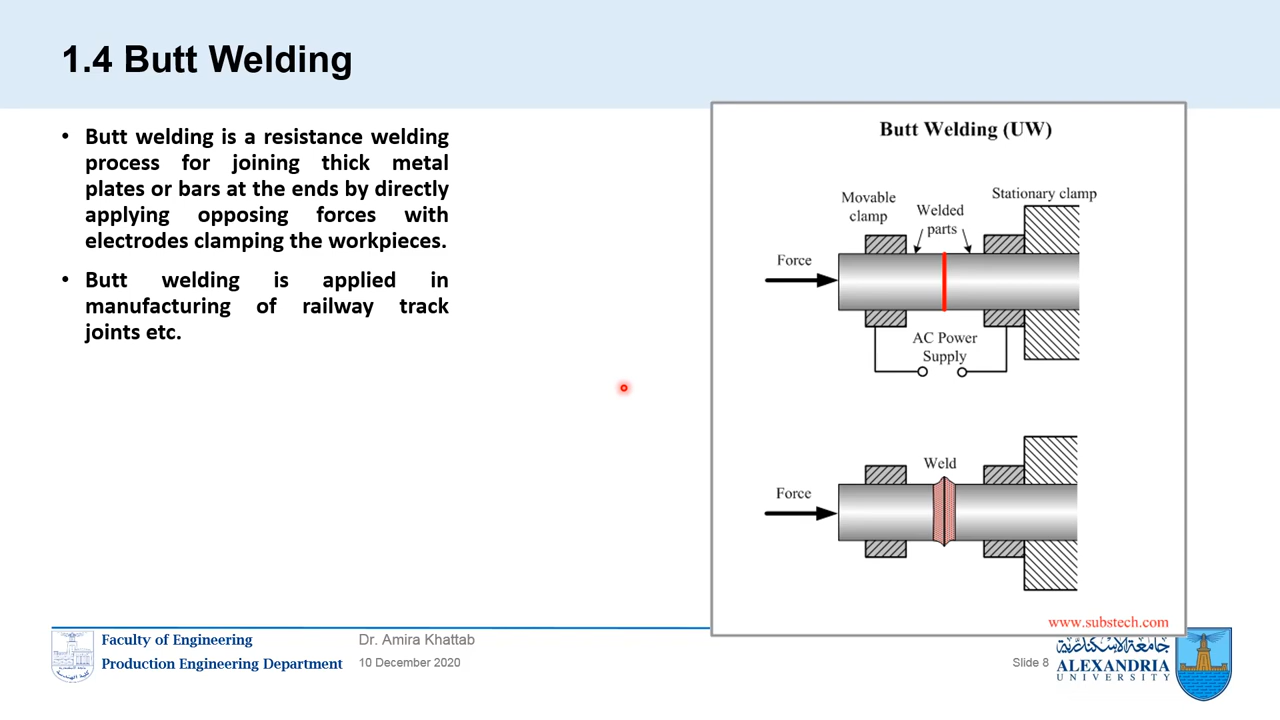 1.4 Butt Welding
• Butt welding is a resistance welding
process for joining thick metal
plates or bars at the ends by directly
applying opposing forces with
electrodes clamping the workpieces.
• Butt welding is applied in
manufacturing of railway track
joints etc.
Butt Welding (UW)
Movable
clamp
Welded
parts
Stationary clamp
Force
AC Power
Supply
Weld
Force
www.substech.com
Faculty of Engineering
Production Engineering Department
Dr. Amira Khattab
10 December 2020
Slide 8
جامعة الإسكندرية
ALEXANDRIA
UNIVERSITY